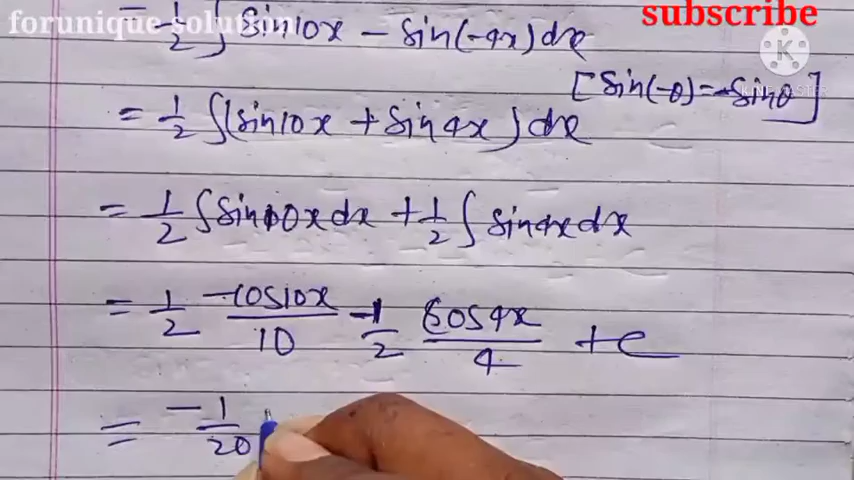 forunique solution
subscribe
= 1/2 ∫ sin10x - sin(-4x) dx
[ sin(-θ) = -sinθ ]
= 1/2 ∫ (sin10x + sin4x) dx
= 1/2 ∫ sin10x dx + 1/2 ∫ sin4x dx
= 1/2 -cos10x/10 - 1/2 cos4x/4 + c
= -1/20